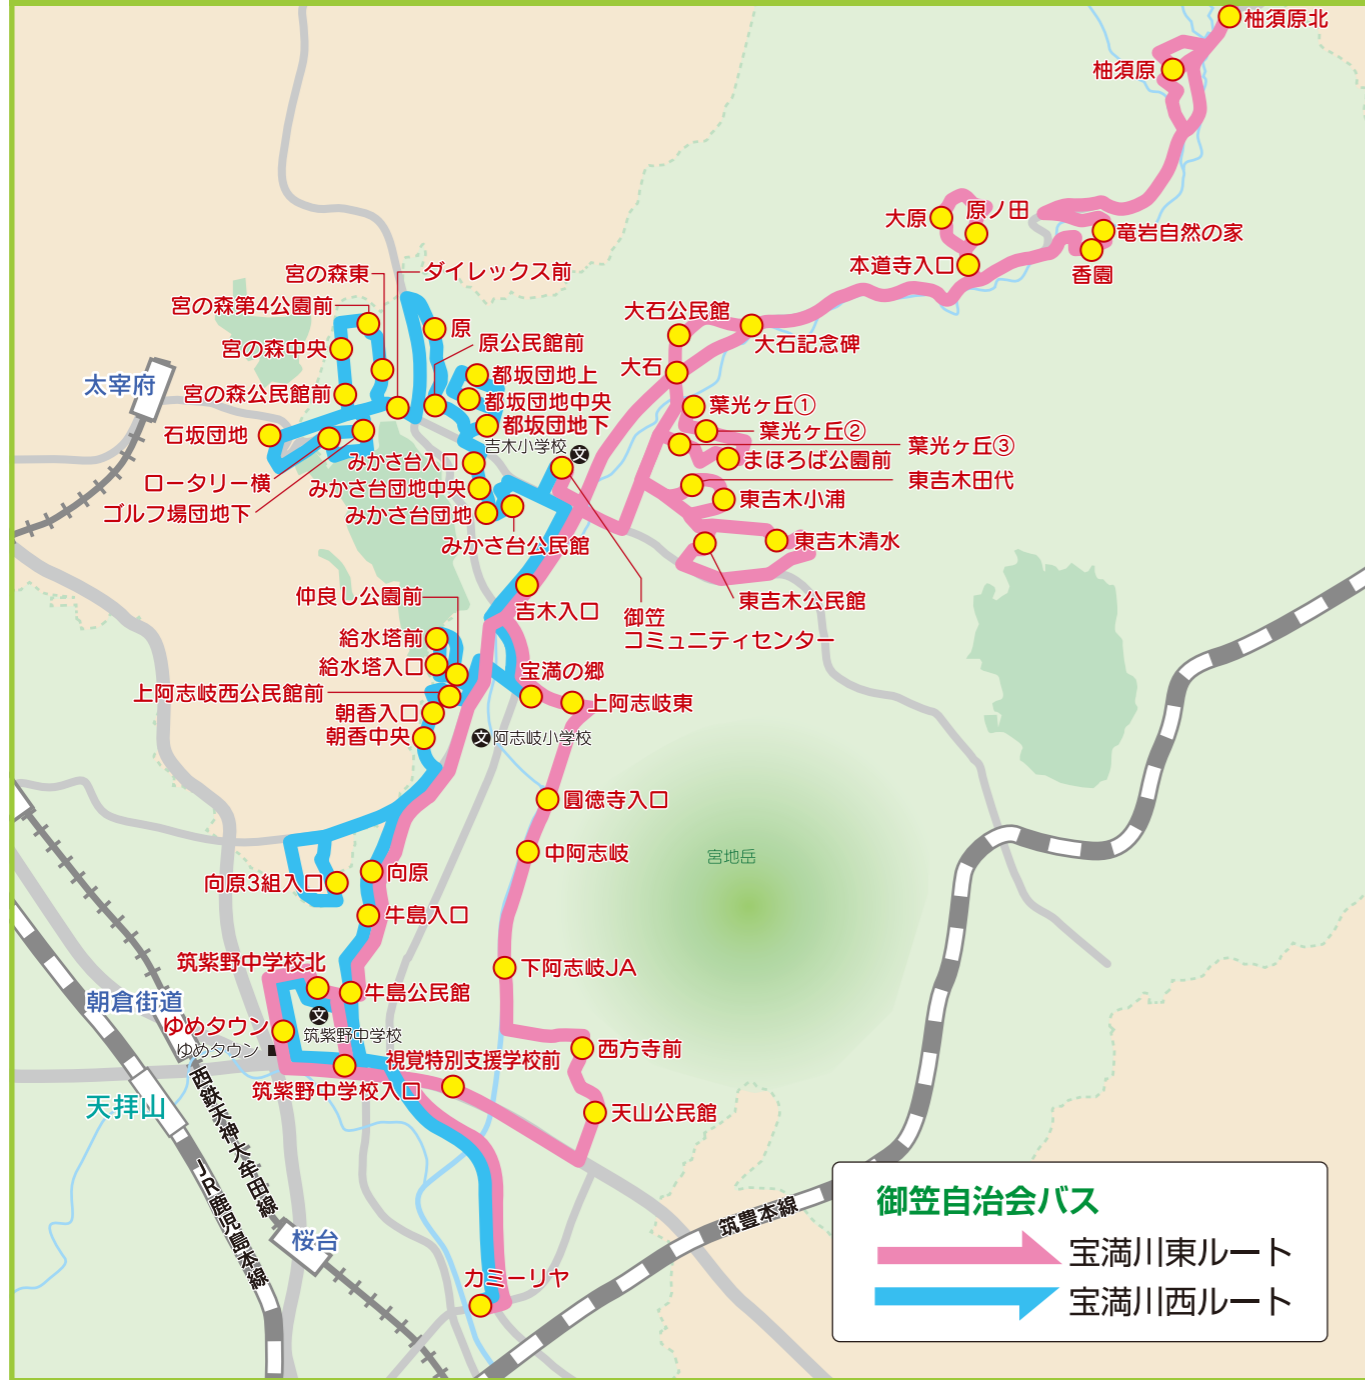 柚須原北
柚須原
大原
原ノ田
竜岩自然の家
本道寺入口
香園
宮の森東
ダイレックス前
宮の森第4公園前
大石公民館
原
原公民館前
大石記念碑
宮の森中央
大石
太宰府
都坂団地上
宮の森公民館前
都坂団地中央
葉光ヶ丘①
石坂団地
都坂団地下
葉光ヶ丘②
吉木小学校
文
葉光ヶ丘③
みかさ台入口
まほろば公園前
ロータリー横
みかさ台団地中央
東吉木田代
ゴルフ場団地下
みかさ台団地
東吉木小浦
みかさ台公民館
東吉木清水
仲良し公園前
吉木入口
御笠
コミュニティセンター
東吉木公民館
給水塔前
給水塔入口
宝満の郷
上阿志岐西公民館前
上阿志岐東
朝香入口
朝香中央
文
阿志岐小学校
圓徳寺入口
中阿志岐
宮地岳
向原
向原3組入口
牛島入口
筑紫野中学校北
下阿志岐JA
牛島公民館
朝倉街道
ゆめタウン
文
筑紫野中学校
ゆめタウン
視覚特別支援学校前
西方寺前
筑紫野中学校入口
天拝山
天山公民館
西鉄天神大牟田線
JR鹿児島本線
桜台
筑豊本線
カミーリヤ
御笠自治会バス
宝満川東ルート
宝満川西ルート